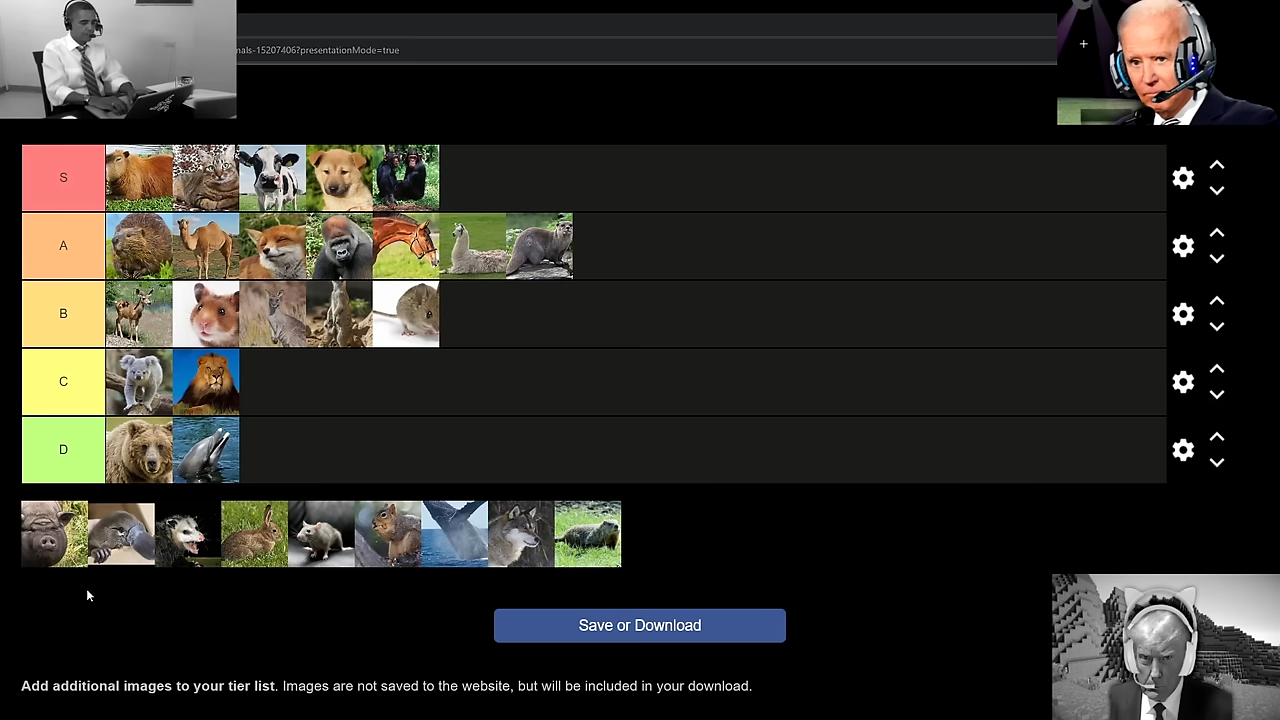 nals-15207406?presentationMode=true
S
A
B
C
D
Save or Download
Add additional images to your tier list. Images are not saved to the website, but will be included in your download.